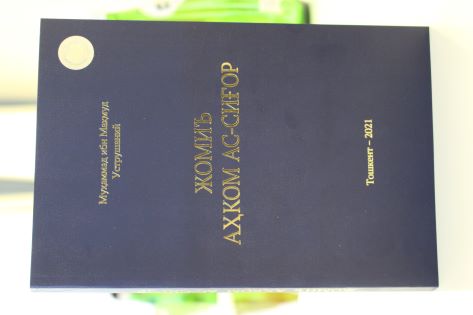 Муҳаммад ибн Маҳмуд
Уструшаний
ЖОМИЪ
АҲКОМ АС-СИҒОР
Тошкент – 2021